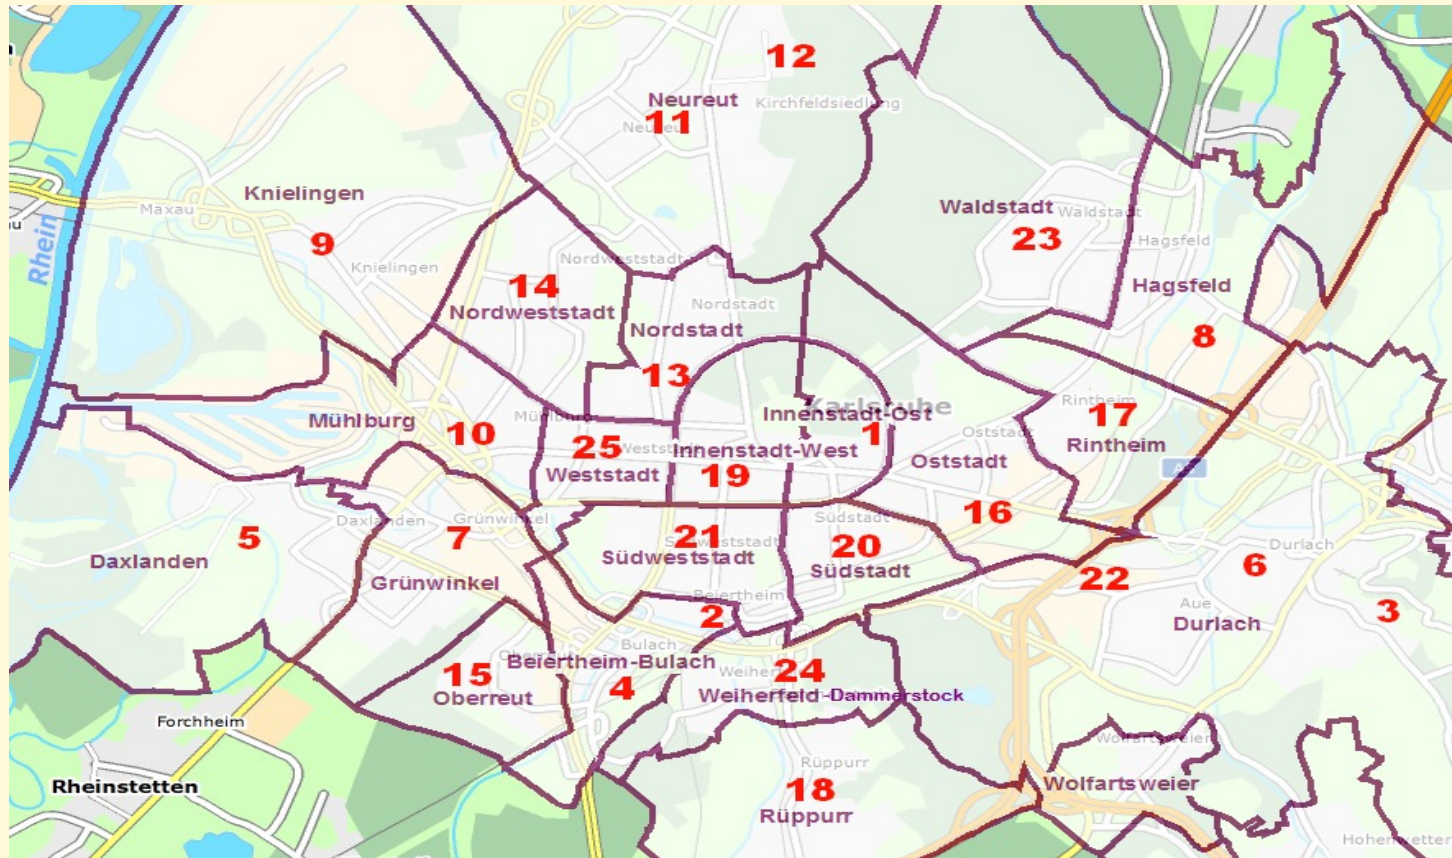 12
Neureut
Kirchfeldsiedlung
11
Knielingen
Maxau
Waldstadt
Waldstadt
23
9
Hagsfeld
Rhein
Knielingen
Nordweststadt
14
Nordweststadt
Hagsfeld
Nordstadt
Nordstadt
8
13
Karlsruhe
Innenstadt-Ost
Rintheim
17
Rintheim
Mühlburg
Mühlburg
10
25
Weststadt
Weststadt
Innenstadt-West
1
19
Oststadt
Oststadt
16
Daxlanden
Grünwinkel
5
7
Daxlanden
Grünwinkel
21
Südweststadt
Südstadt
20
Südstadt
22
Durlach
6
Aue
Durlach
3
Beiertheim
2
Bulach
15
Oberreut
Beiertheim-Bulach
4
Weiherfeld-Dammerstock
24
Forchheim
Rheinstetten
Rüppurr
18
Rüppurr
Wolfartsweier
Wolfartsweier